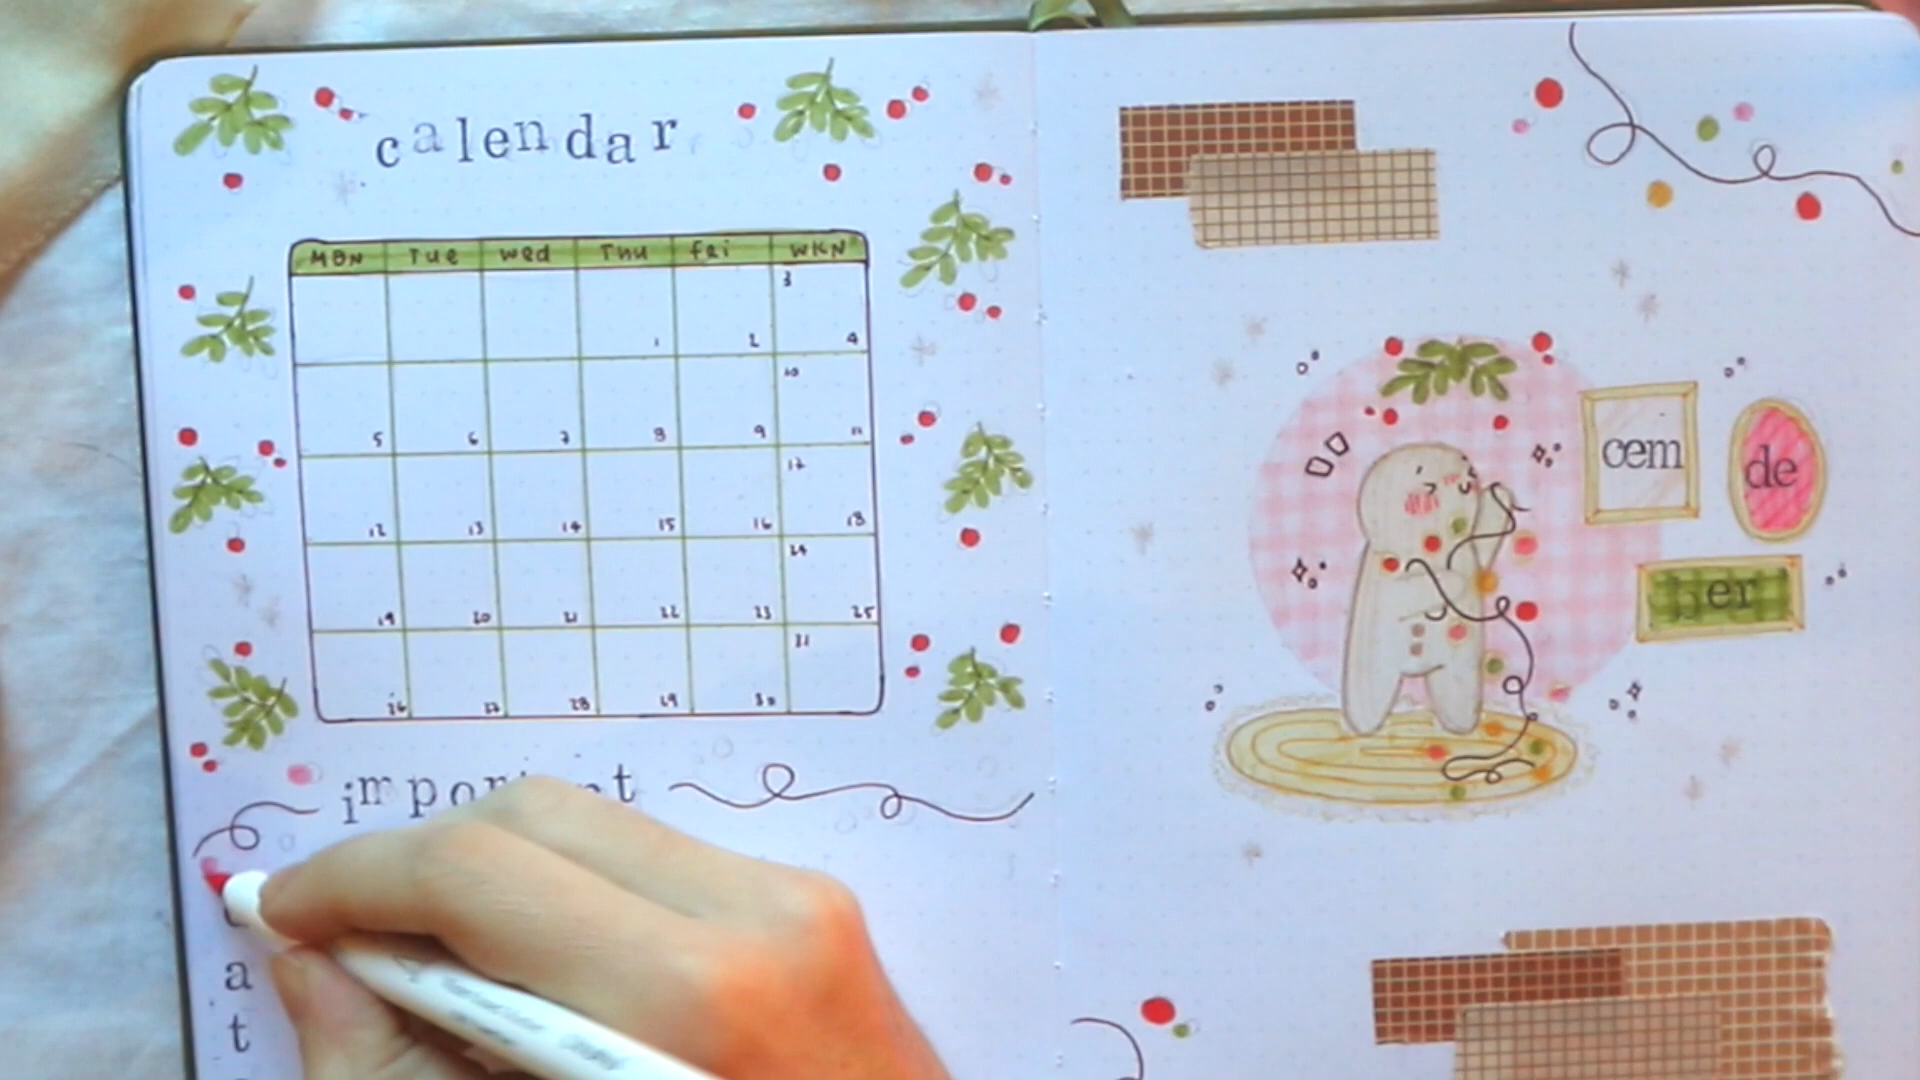 calendar
MON Tue Wed Thu Fri WKN
3
1 2 4
10
5 6 7 8 9 11
17
12 13 14 15 16 18
24
19 20 21 22 23 25
31
26 27 28 29 30
a
t
cem de
er